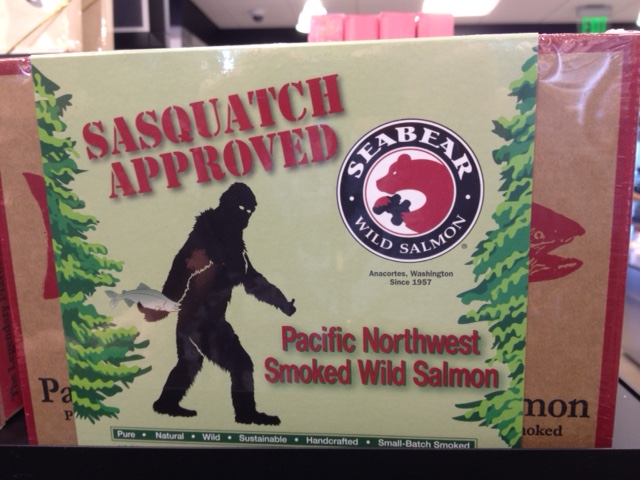 SASQUATCH
APPROVED
SEABEAR
WILD SALMON
®
Anacortes, Washington
Since 1957
Pacific Northwest
Smoked Wild Salmon
Pure • Natural • Wild • Sustainable • Handcrafted • Small-Batch Smoked
Pa
mon
P
oked
EXIT